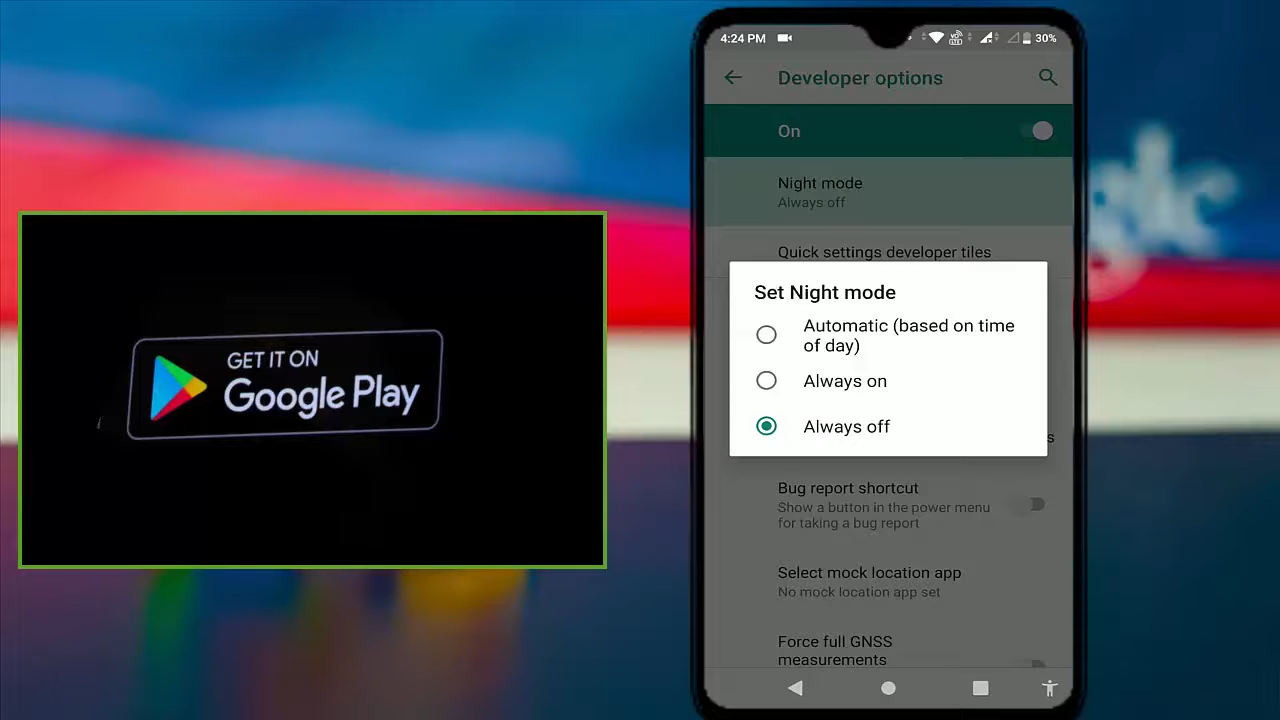 GET IT ON
Google Play
4:24 PM
30%
Developer options
On
Night mode
Always off
Quick settings developer tiles
Set Night mode
Automatic (based on time
of day)
Always on
Always off
Bug report shortcut
Show a button in the power menu
for taking a bug report
Select mock location app
No mock location app set
Force full GNSS
measurements